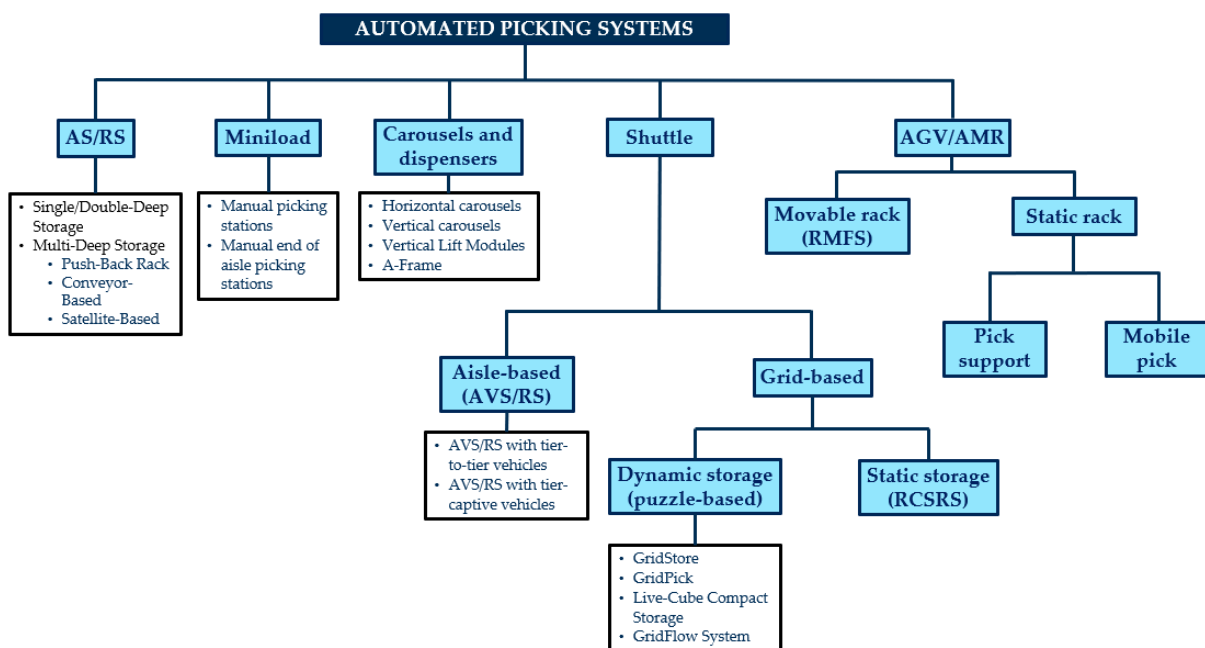 AUTOMATED PICKING SYSTEMS
AS/RS
Miniload
Carousels and
dispensers
Shuttle
AGV/AMR
• Single/Double-Deep
Storage
• Multi-Deep Storage
• Push-Back Rack
• Conveyor-
Based
• Satellite-Based
• Manual picking
stations
• Manual end of
aisle picking
stations
• Horizontal carousels
• Vertical carousels
• Vertical Lift Modules
• A-Frame
Movable rack
(RMFS)
Static rack
Pick
support
Mobile
pick
Aisle-based
(AVS/RS)
Grid-based
• AVS/RS with tier-
to-tier vehicles
• AVS/RS with tier-
captive vehicles
Dynamic storage
(puzzle-based)
Static storage
(RCSRS)
• GridStore
• GridPick
• Live-Cube Compact
Storage
• GridFlow System